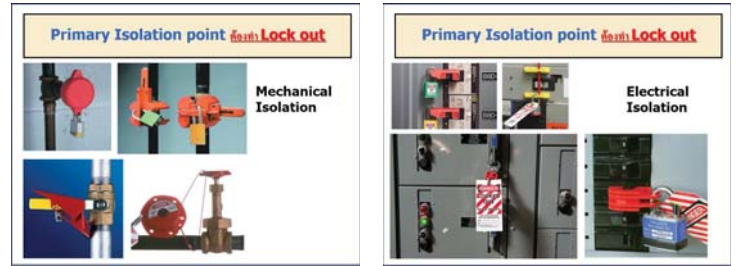 Primary Isolation point ต้องทำ Lock out
Mechanical
Isolation
Primary Isolation point ต้องทำ Lock out
Electrical
Isolation